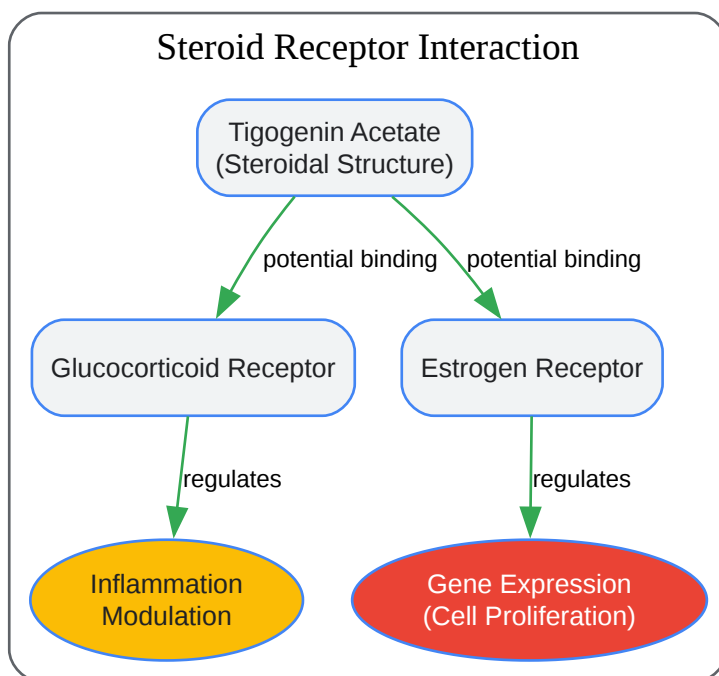 Steroid Receptor Interaction
Tigogenin Acetate
(Steroidal Structure)
potential binding
potential binding
Glucocorticoid Receptor
Estrogen Receptor
regulates
regulates
Inflammation
Modulation
Gene Expression
(Cell Proliferation)